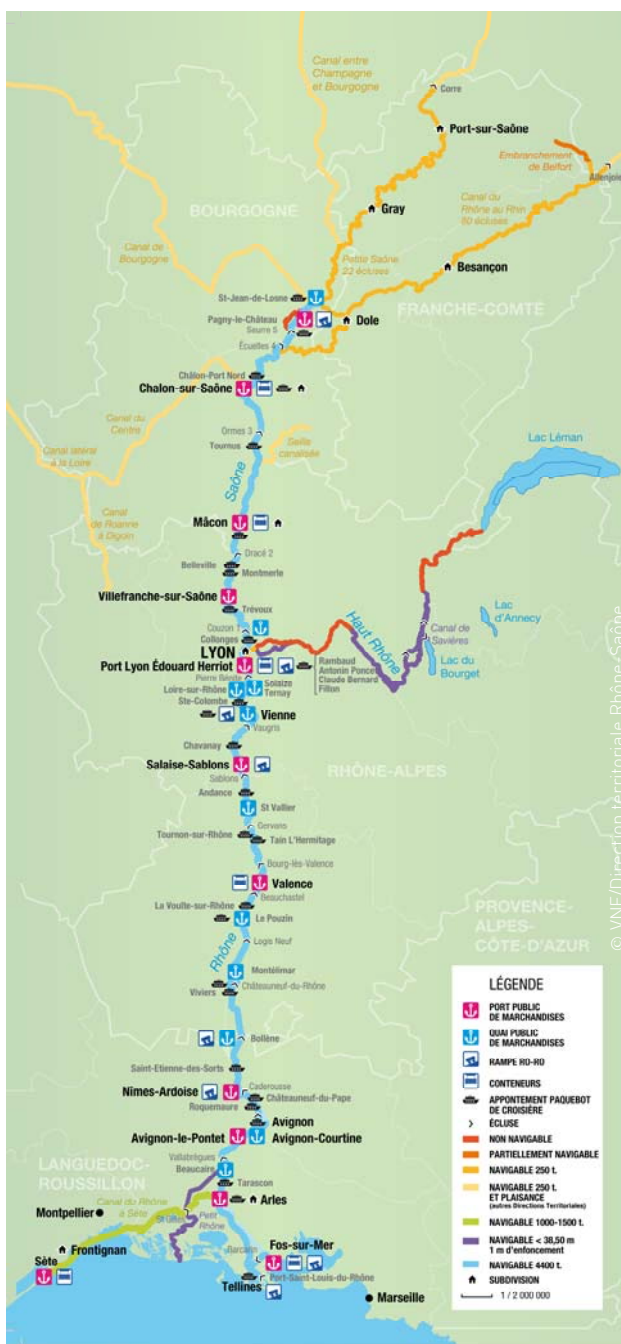 Canal entre
Champagne
et Bourgogne
Corre
Port-sur-Saône
Embranchement
de Belfort
Allenjoie
BOURGOGNE
Gray
Canal du
Rhône au Rhin
80 écluses
Canal de
Bourgogne
Petite Saône
22 écluses
Besançon
St-Jean-de-Losne
FRANCHE-COMTÉ
Pagny-le-Château
Seurre 5
Dole
Écuelles 4
Châlon-Port Nord
Chalon-sur-Saône
Canal du
Centre
Ormes 3
Tournus
Seille
canalisée
Canal latéral
à la Loire
Saône
Lac Léman
Canal
de Roanne
à Digoin
Mâcon
Dracé 2
Belleville
Montmerle
Villefranche-sur-Saône
Trévoux
Lac
d'Annecy
Couzon 1
Collonges
Haut Rhône
Canal de
Savières
LYON
Port Lyon Édouard Herriot
Lac du
Bourget
Rambaud
Antonin Poncet
Claude Bernard
Fillon
Pierre Bénite
Loire-sur-Rhône
Solaize
Ternay
Ste-Colombe
Vienne
Vaugris
Chavanay
Salaise-Sablons
RHÔNE-ALPES
Sablons
Andance
St Vallier
Gervans
Tournon-sur-Rhône
Tain L'Hermitage
Bourg-lès-Valence
Valence
Beauchastel
La Voulte-sur-Rhône
Le Pouzin
PROVENCE-
ALPES-
CÔTE-D'AZUR
Rhône
Logis Neuf
Montélimar
Châteauneuf-du-Rhône
Viviers
Bollène
Saint-Etienne-des-Sorts
Caderousse
Nîmes-Ardoise
Châteauneuf-du-Pape
Roquemaure
Avignon
Avignon-le-Pontet
Avignon-Courtine
Vallabrègues
LANGUEDOC-
ROUSSILLON
Beaucaire
Tarascon
Canal du Rhône
à Sète
Arles
Montpellier
St Gilles
Petit
Rhône
Frontignan
Barcarin
Fos-sur-Mer
Sète
Port-Saint-Louis-du-Rhône
Tellines
Marseille
LÉGENDE
PORT PUBLIC
DE MARCHANDISES
QUAI PUBLIC
DE MARCHANDISES
RAMPE RO-RO
CONTENEURS
APPONTEMENT PAQUEBOT
DE CROISIÈRE
ÉCLUSE
NON NAVIGABLE
PARTIELLEMENT NAVIGABLE
NAVIGABLE 250 t.
NAVIGABLE 250 t.
ET PLAISANCE
(autres Directions Territoriales)
NAVIGABLE 1000-1500 t.
NAVIGABLE < 38,50 m
1 m d'enfoncement
NAVIGABLE 4400 t.
SUBDIVISION
1 / 2 000 000
© VNF/Direction territoriale Rhône Saône